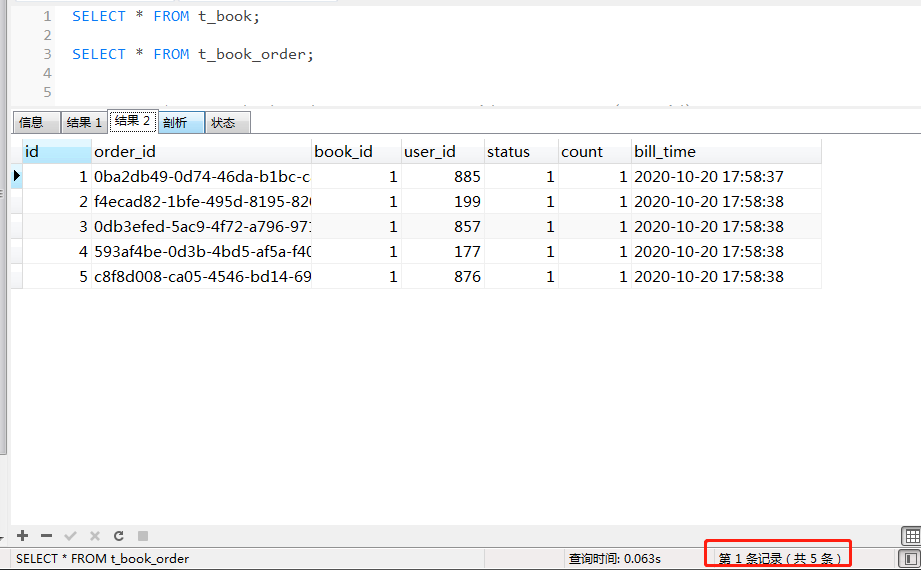 1 SELECT * FROM t_book;
2
3 SELECT * FROM t_book_order;
4
5
信息 结果 1 结果 2 剖析 状态
id order_id book_id user_id status count bill_time
1 0ba2db49-0d74-46da-b1bc-c 1 885 1 1 2020-10-20 17:58:37
2 f4ecad82-1bfe-495d-8195-820 1 199 1 1 2020-10-20 17:58:38
3 0db3efed-5ac9-4f72-a796-971 1 857 1 1 2020-10-20 17:58:38
4 593af4be-0d3b-4bd5-af5a-f40 1 177 1 1 2020-10-20 17:58:38
5 c8f8d008-ca05-4546-bd14-69 1 876 1 1 2020-10-20 17:58:38
SELECT * FROM t_book_order 查询时间: 0.063s 第 1 条记录 ( 共 5 条 )